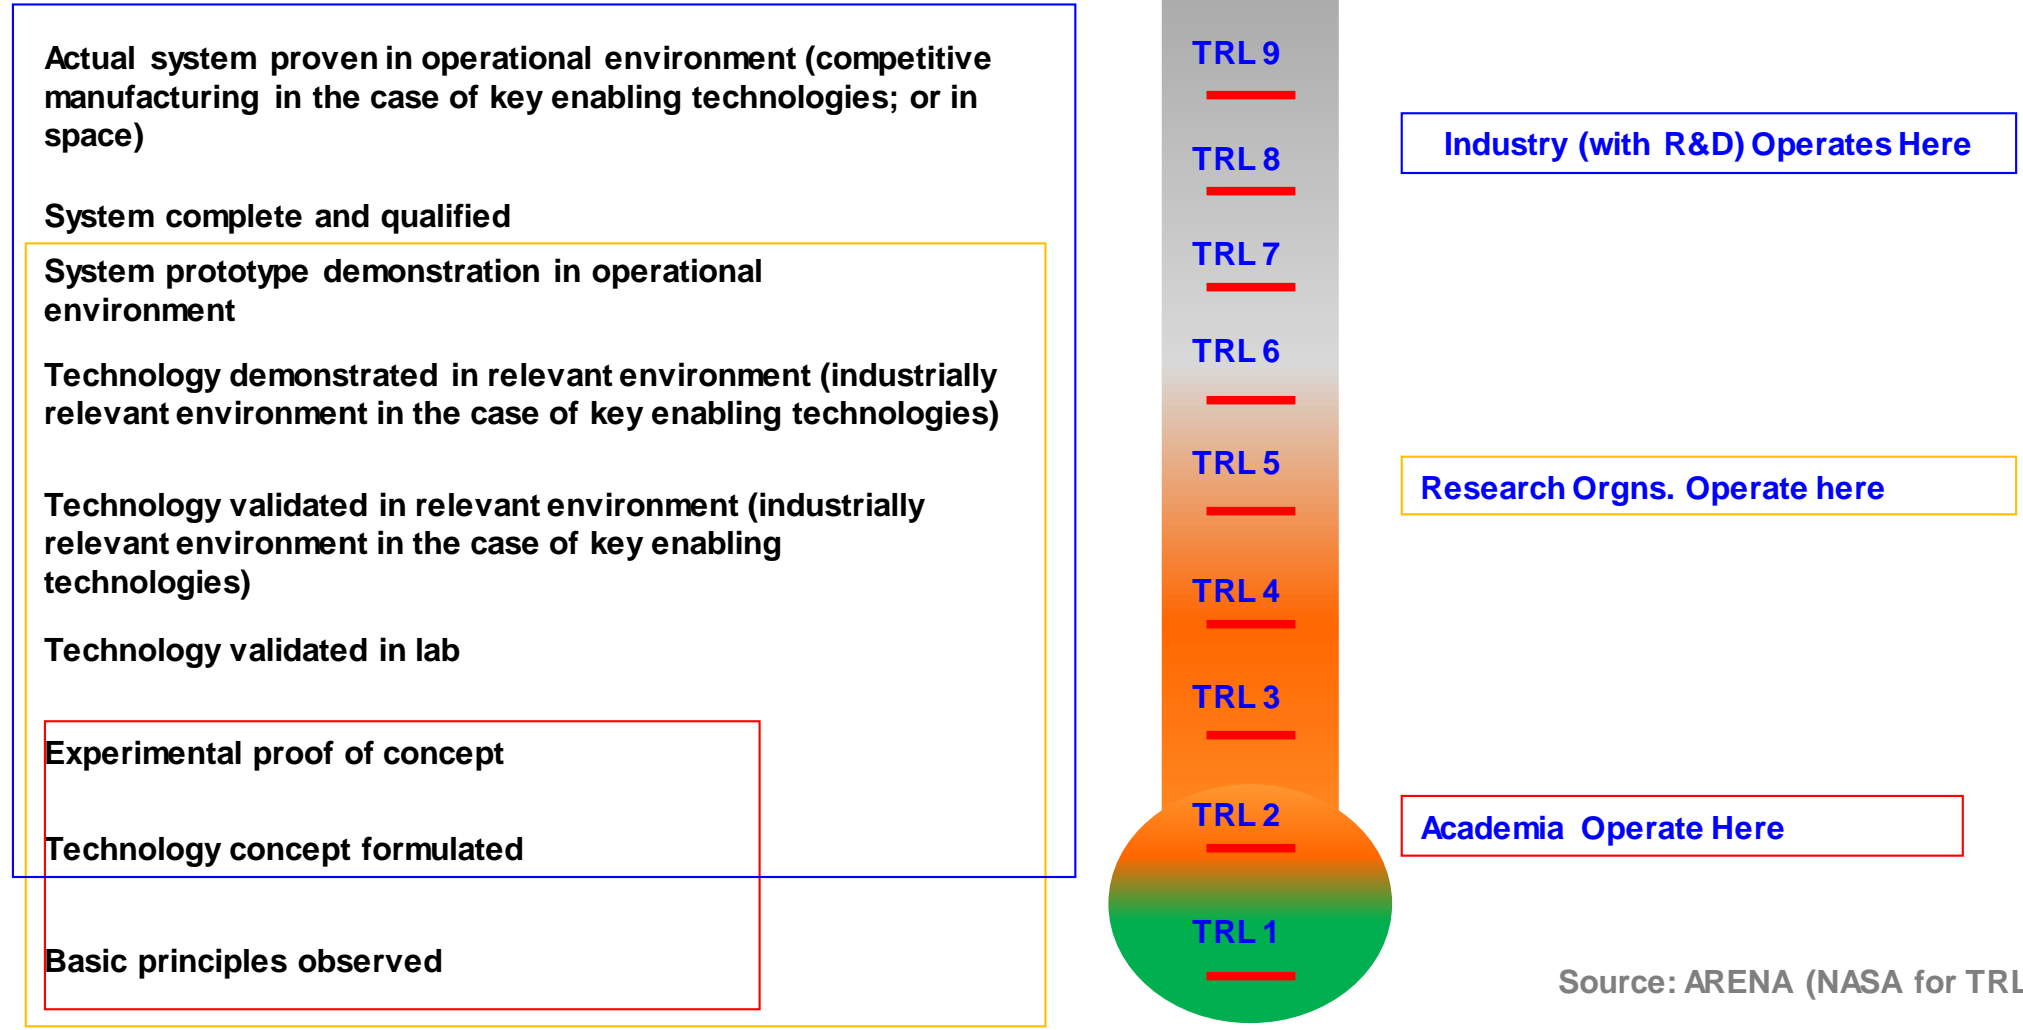 Actual system proven in operational environment (competitive
manufacturing in the case of key enabling technologies; or in
space)
System complete and qualified
System prototype demonstration in operational
environment
Technology demonstrated in relevant environment (industrially
relevant environment in the case of key enabling technologies)
Technology validated in relevant environment (industrially
relevant environment in the case of key enabling
technologies)
Technology validated in lab
Experimental proof of concept
Technology concept formulated
Basic principles observed
TRL 9
TRL 8
TRL 7
TRL 6
TRL 5
TRL 4
TRL 3
TRL 2
TRL 1
Industry (with R&D) Operates Here
Research Orgns. Operate here
Academia Operate Here
Source: ARENA (NASA for TRL